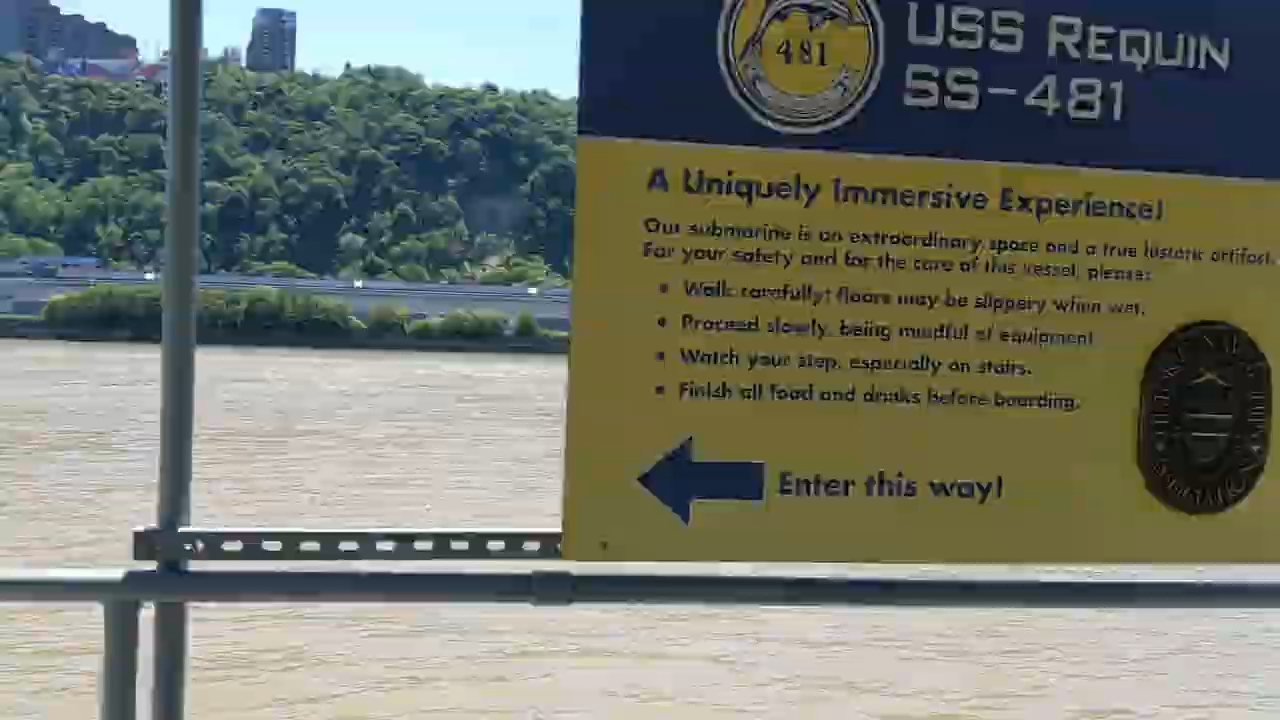 481
USS REQUIN
SS-481
A Uniquely Immersive Experience!
Our submarine is an extraordinary space and a true historic artifact.
For your safety and for the care of this vessel, please:
• Walk carefully! floors may be slippery when wet.
• Proceed slowly, being mindful of equipment
• Watch your step, especially on stairs.
• Finish all food and drinks before boarding.
Enter this way!